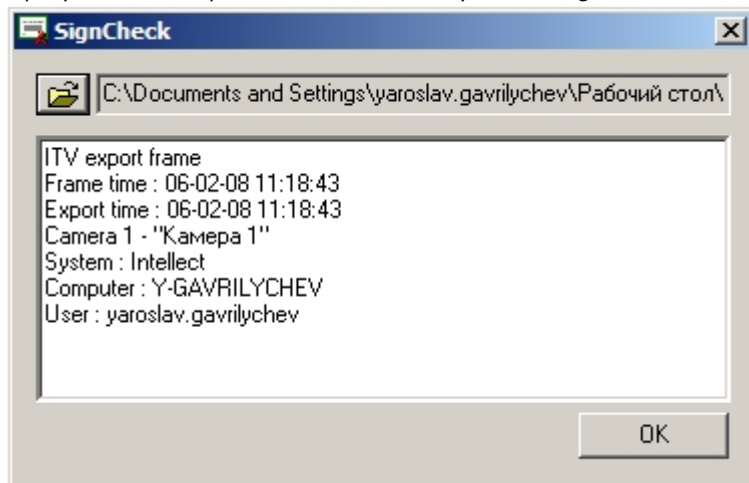 SignCheck
C:\Documents and Settings\yaroslav.gavrilychev\Рабочий стол\
ITV export frame
Frame time : 06-02-08 11:18:43
Export time : 06-02-08 11:18:43
Camera 1 - "Камера 1"
System : Intellect
Computer : Y-GAVRILYCHEV
User : yaroslav.gavrilychev
OK